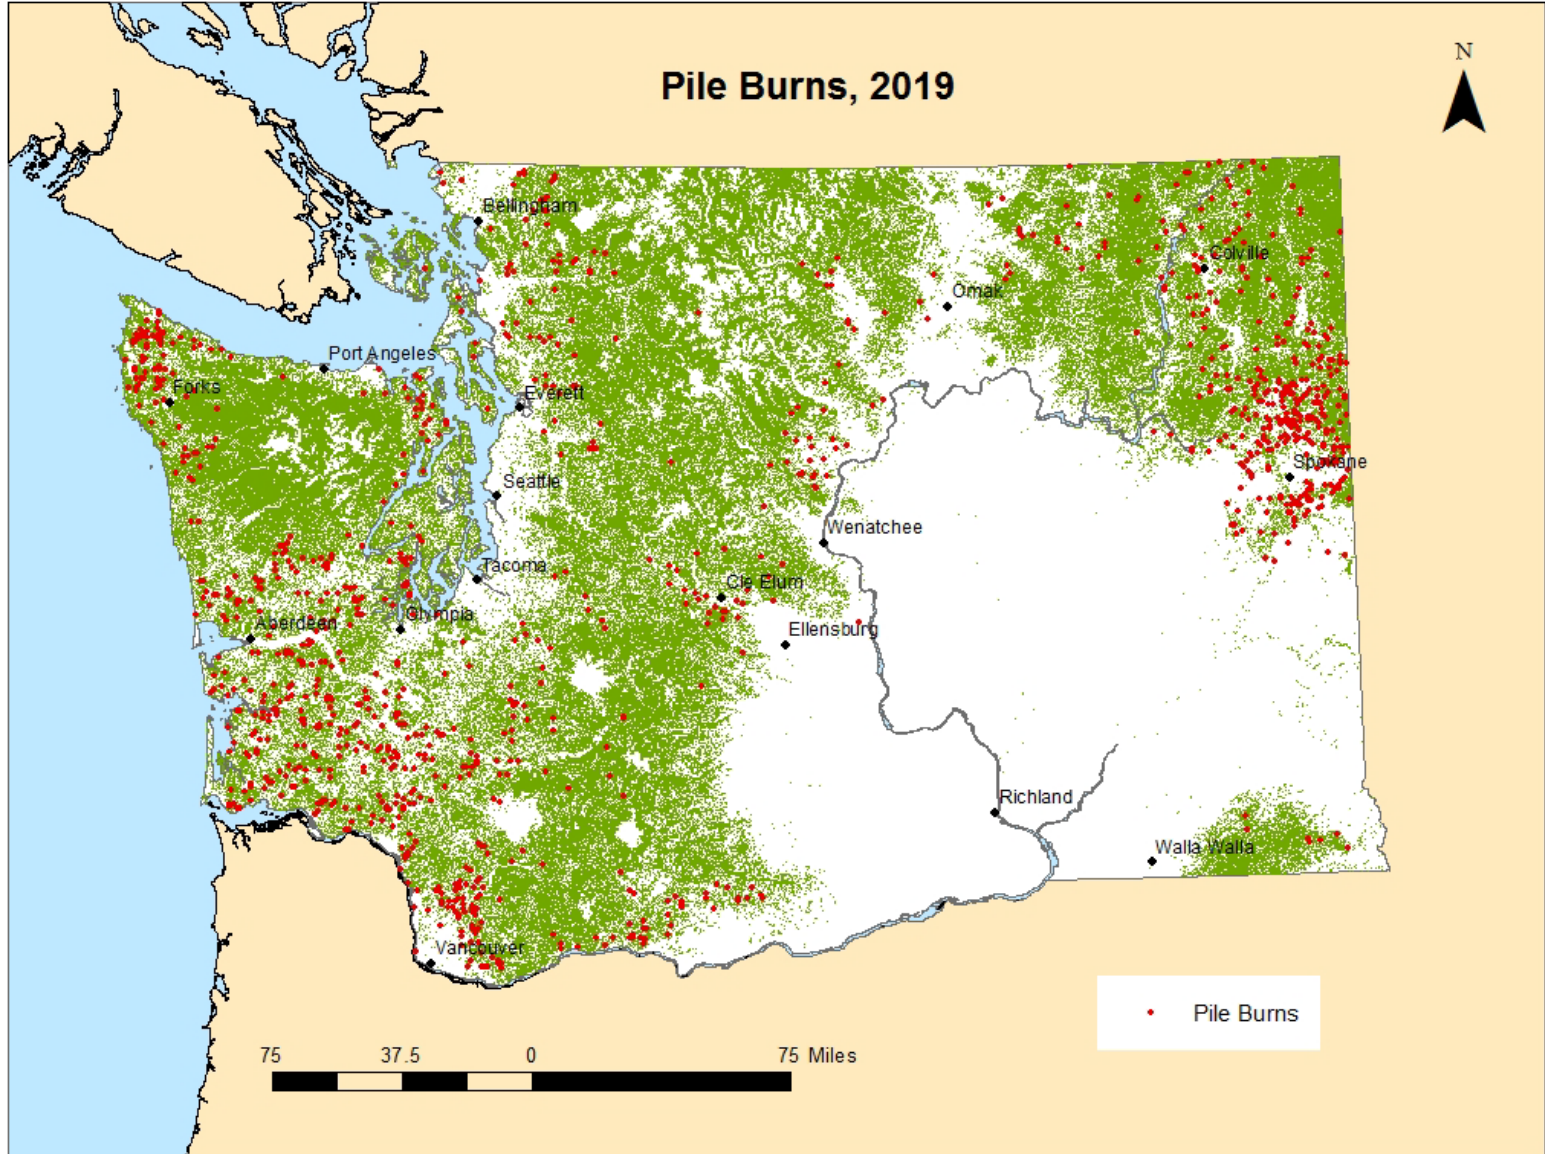 Pile Burns, 2019
N
Bellingham
Colville
Omak
Port Angeles
Forks
Everett
Spokane
Seattle
Wenatchee
Tacoma
Cle Elum
Olympia
Aberdeen
Ellensburg
Richland
Walla Walla
Vancouver
Pile Burns
75 37.5 0 75 Miles